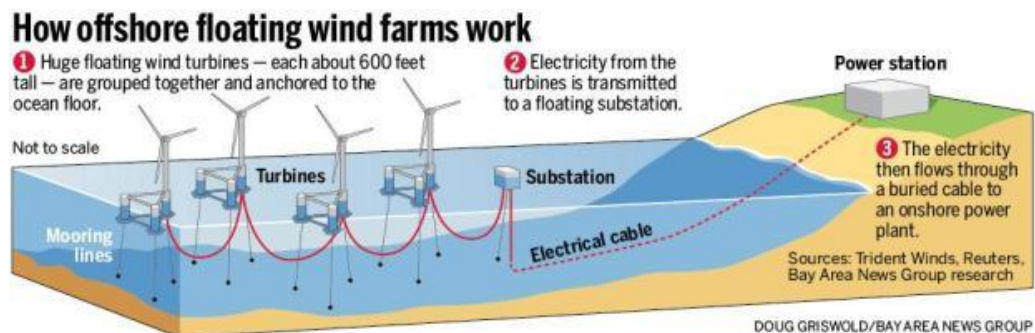 How offshore floating wind farms work
1 Huge floating wind turbines — each about 600 feet
tall — are grouped together and anchored to the
ocean floor.
2 Electricity from the
turbines is transmitted
to a floating substation.
Power station
Not to scale
3 The electricity
then flows through
a buried cable to
an onshore power
plant.
Turbines
Substation
Mooring
lines
Electrical cable
Sources: Trident Winds, Reuters,
Bay Area News Group research
DOUG GRISWOLD/BAY AREA NEWS GROUP